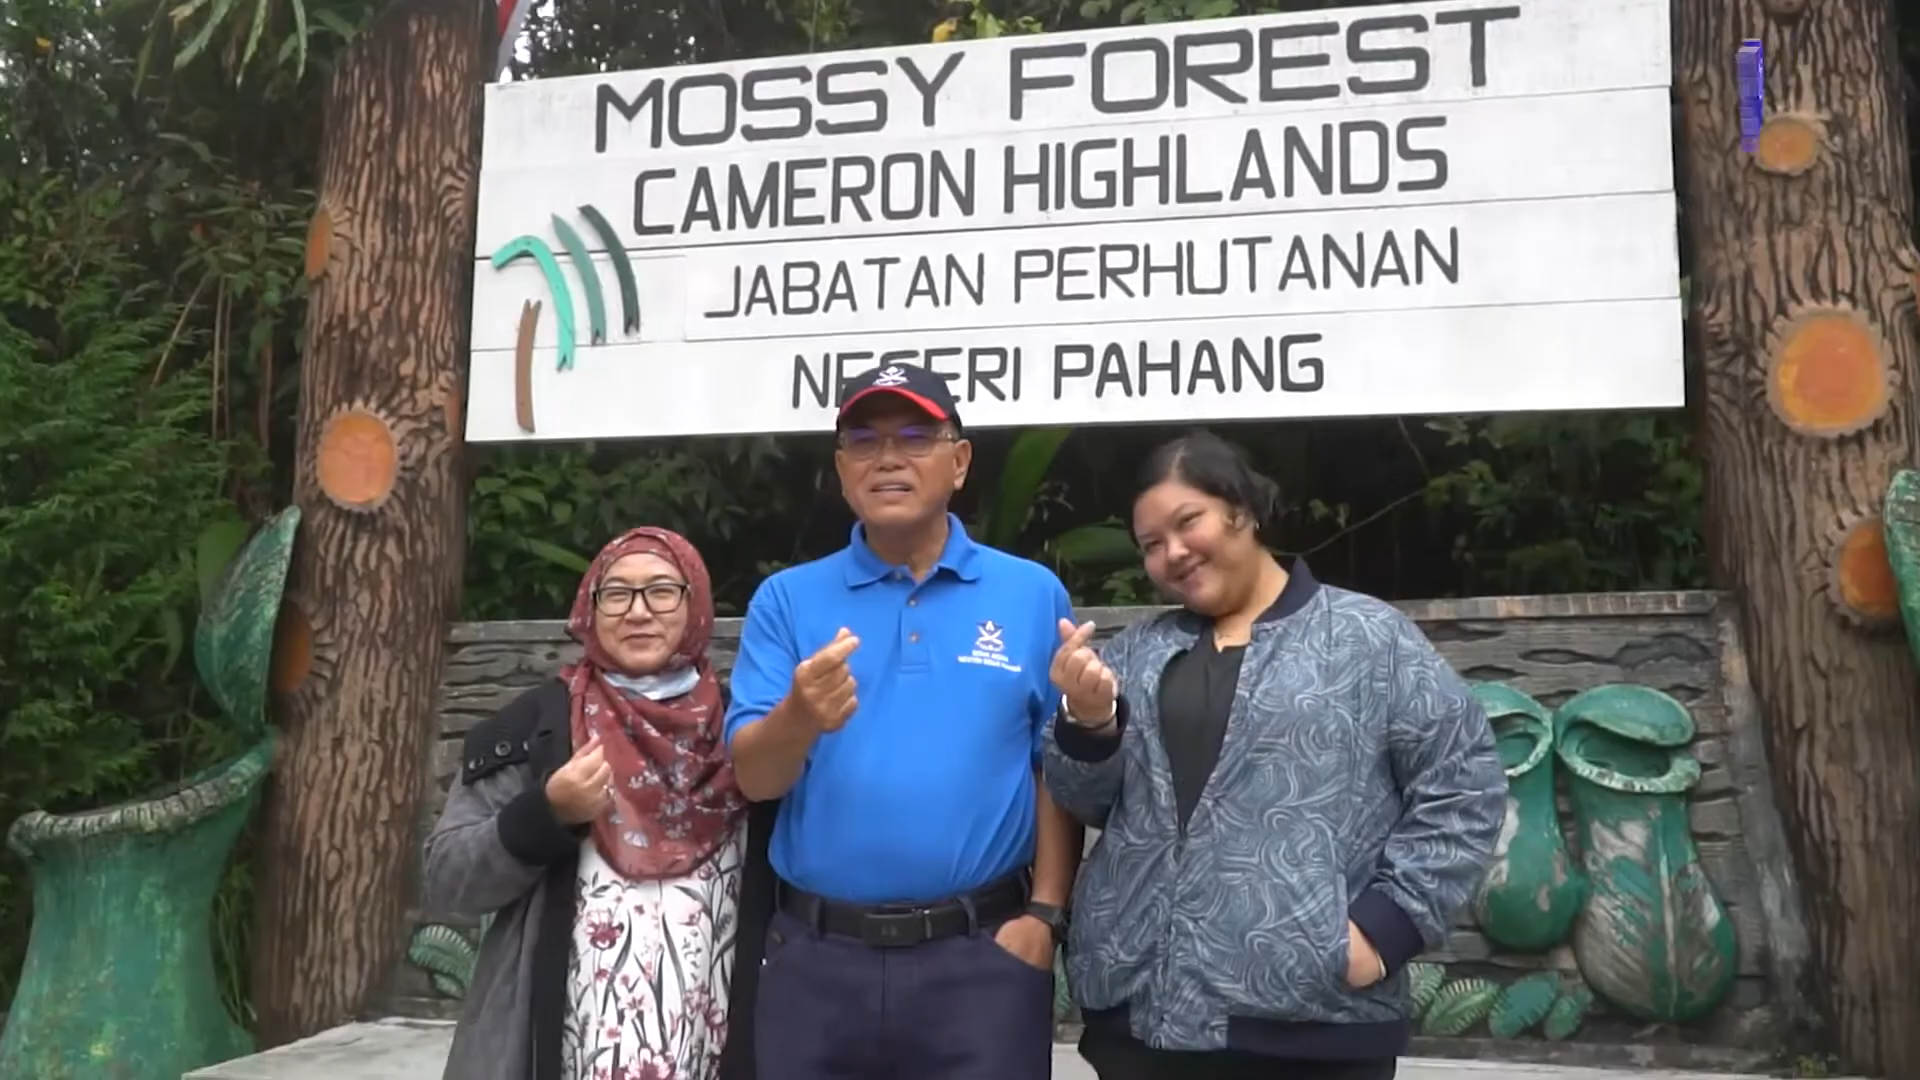 MOSSY FOREST
CAMERON HIGHLANDS
JABATAN PERHUTANAN
NEGERI PAHANG